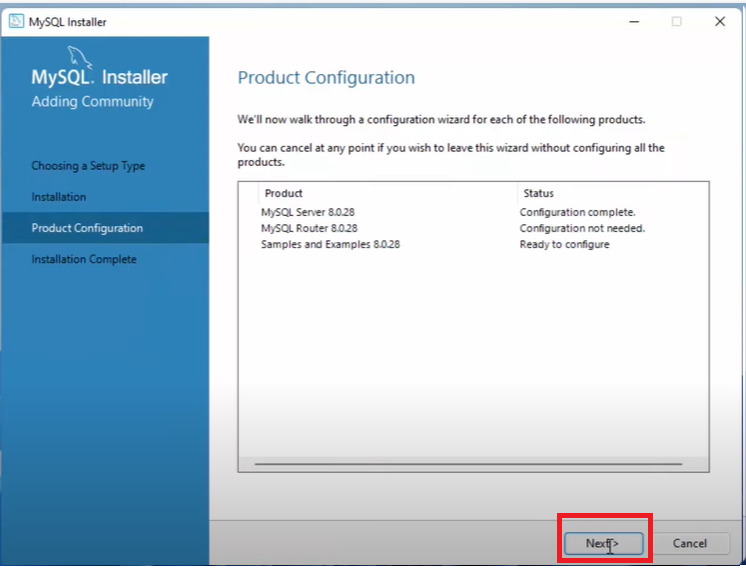 MySQL Installer
MySQL. Installer
Adding Community
Choosing a Setup Type
Installation
Product Configuration
Installation Complete
Product Configuration
We'll now walk through a configuration wizard for each of the following products.
You can cancel at any point if you wish to leave this wizard without configuring all the
products.
Product Status
MySQL Server 8.0.28 Configuration complete.
MySQL Router 8.0.28 Configuration not needed.
Samples and Examples 8.0.28 Ready to configure
Next > Cancel